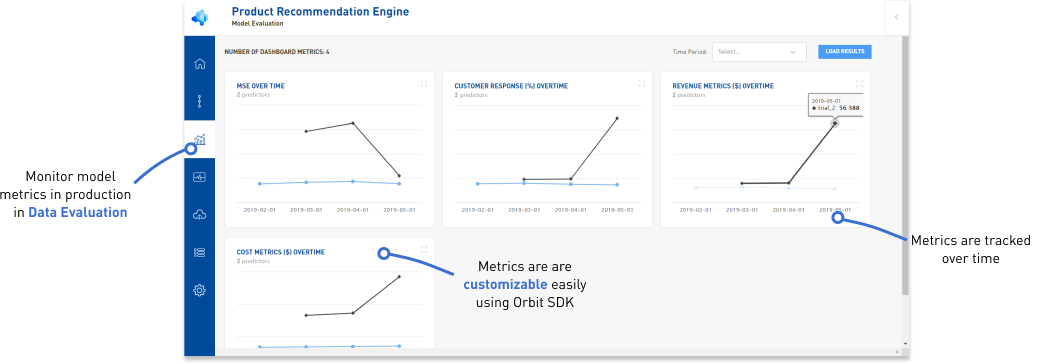 Product Recommendation Engine
Model Evaluation
NUMBER OF DASHBOARD METRICS: 4
Time Period:
Select...
LOAD RESULTS
MSE OVER TIME
2 predictors
2019-02-01 2019-03-01 2019-04-01 2019-05-01
CUSTOMER RESPONSE (%) OVERTIME
2 predictors
2019-02-01 2019-03-01 2019-04-01 2019-05-01
REVENUE METRICS ($) OVERTIME
2 predictors
2019-05-01
trial_2: 56 388
2019-02-01 2019-03-01 2019-04-01 2019-05-01
Monitor model
metrics in production
in Data Evaluation
COST METRICS ($) OVERTIME
2 predictors
Metrics are are
customizable easily
using Orbit SDK
Metrics are tracked
over time